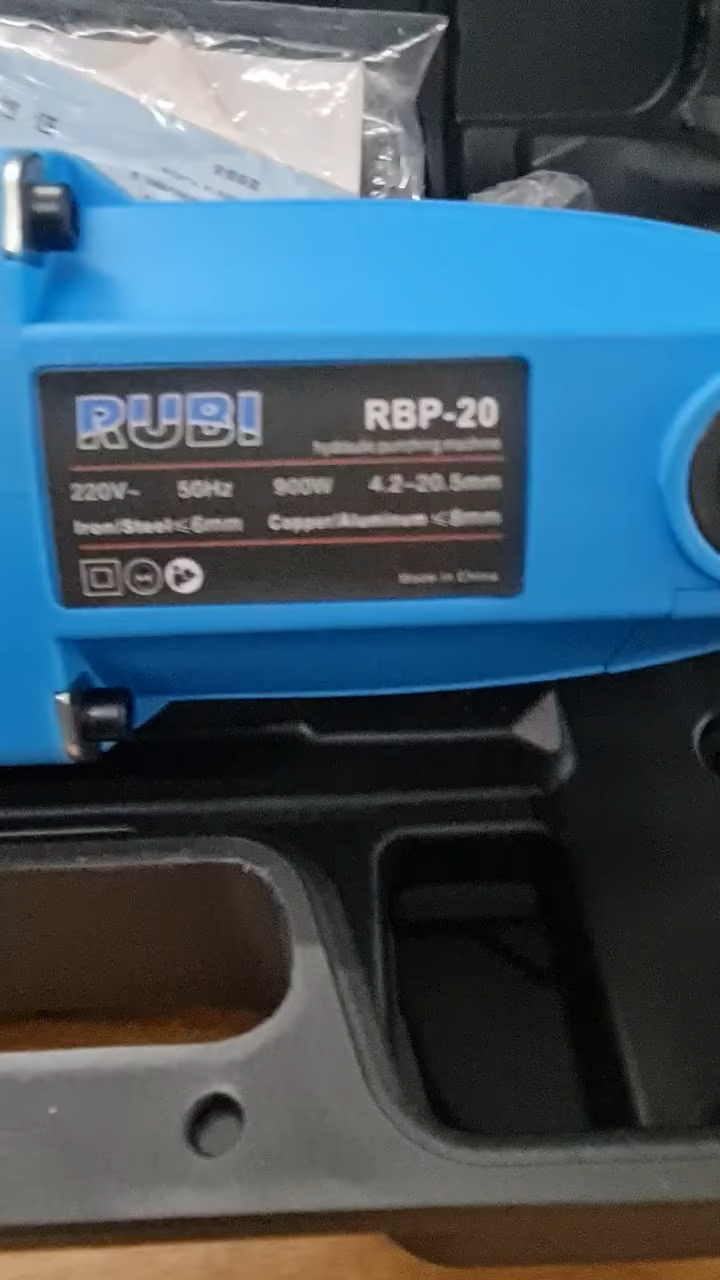 RUBI
RBP-20
hydraulic punching machine
220V~ 50Hz 900W 4.2-20.5mm
Iron/Steel<6mm Copper/Aluminum<8mm
Made in China